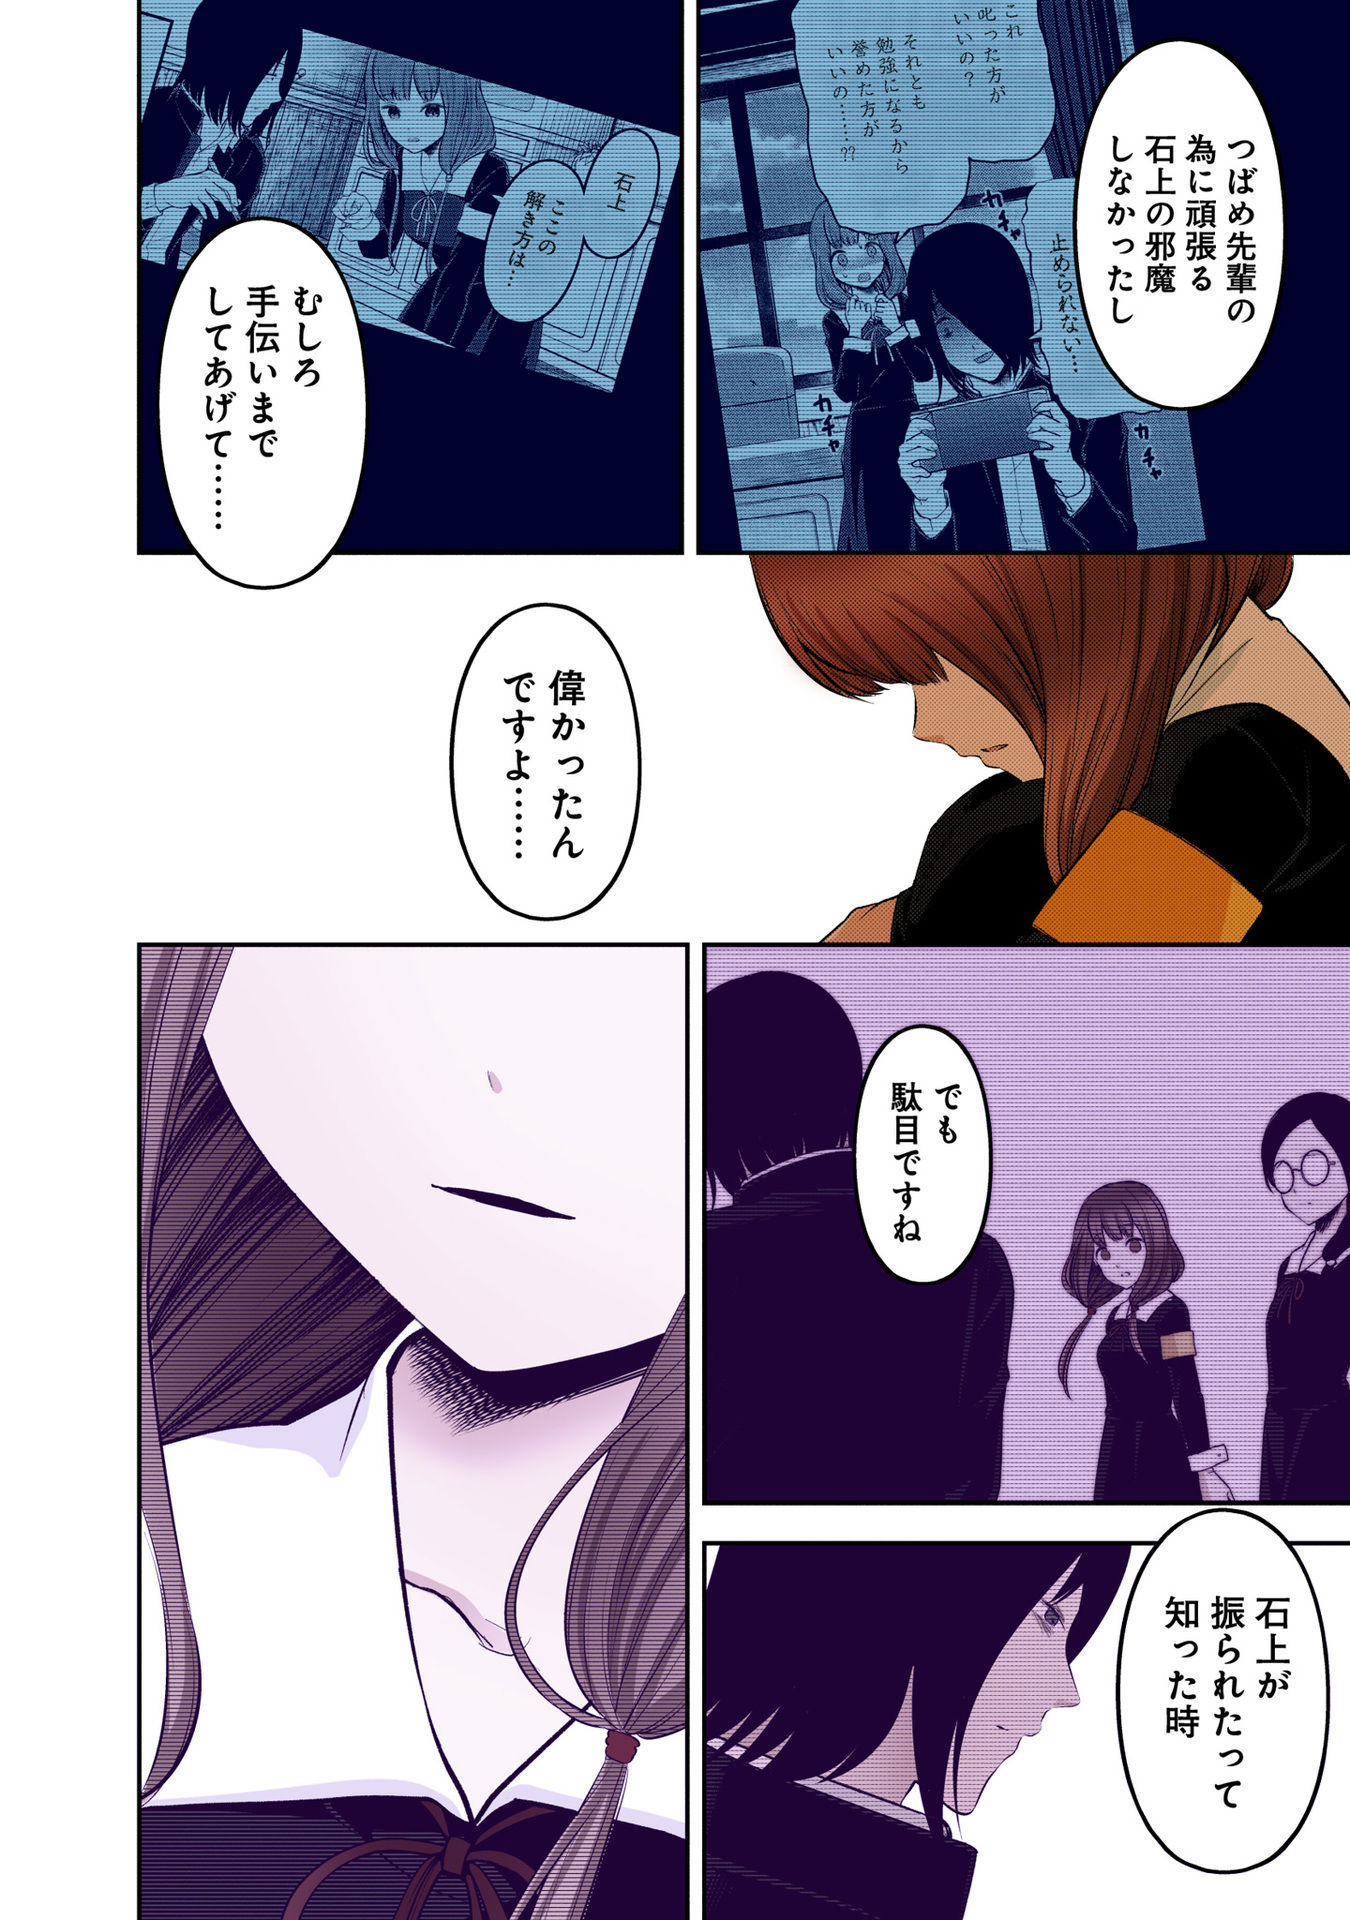 つばめ先輩の
為に頑張る
石上の邪魔
しなかったし
これ
叱った方が
いいの？
それとも
勉強になるから
誉めた方が
いいの……⁇
止められない…
カチャ
カチャ
カチャ
石上
ここの
解き方は…
むしろ
手伝いまで
してあげて……
偉かったん
ですよ……
でも
駄目ですね
石上が
振られたって
知った時